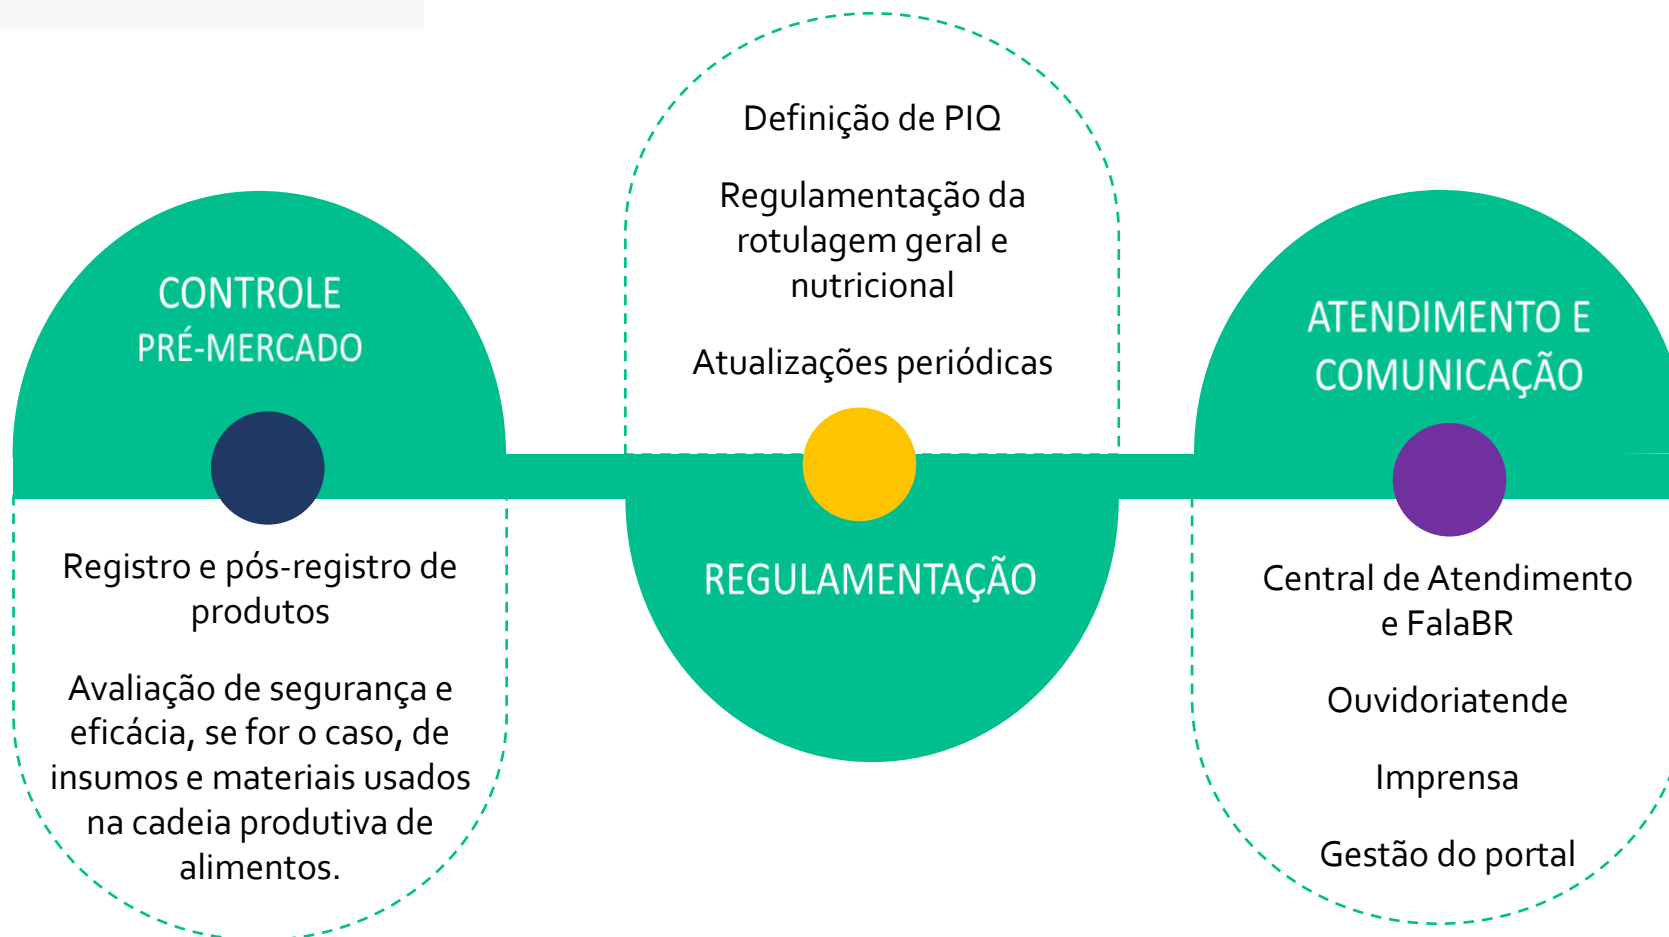 CONTROLE
PRÉ-MERCADO
Registro e pós-registro de
produtos
Avaliação de segurança e
eficácia, se for o caso, de
insumos e materiais usados
na cadeia produtiva de
alimentos.
Definição de PIQ
Regulamentação da
rotulagem geral e
nutricional
Atualizações periódicas
REGULAMENTAÇÃO
ATENDIMENTO E
COMUNICAÇÃO
Central de Atendimento
e FalaBR
Ouvidoriatende
Imprensa
Gestão do portal